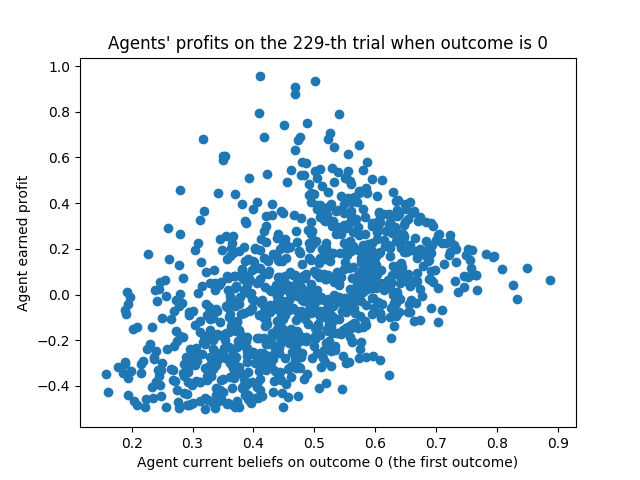 Agents' profits on the 229-th trial when outcome is 0
1.0
0.8
0.6
0.4
0.2
0.0
−0.2
−0.4
Agent earned profit
0.2 0.3 0.4 0.5 0.6 0.7 0.8 0.9
Agent current beliefs on outcome 0 (the first outcome)